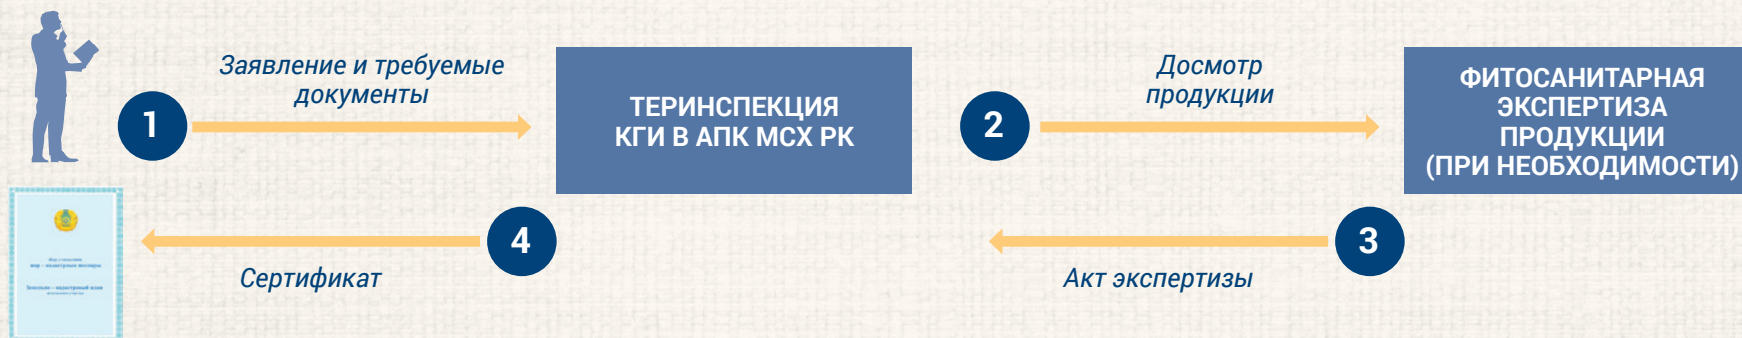 1
Заявление и требуемые
документы
ТЕРИНСПЕКЦИЯ
КГИ В АПК МСХ РК
2
Досмотр
продукции
ФИТОСАНИТАРНАЯ
ЭКСПЕРТИЗА
ПРОДУКЦИИ
(ПРИ НЕОБХОДИМОСТИ)
4
Сертификат
3
Акт экспертизы